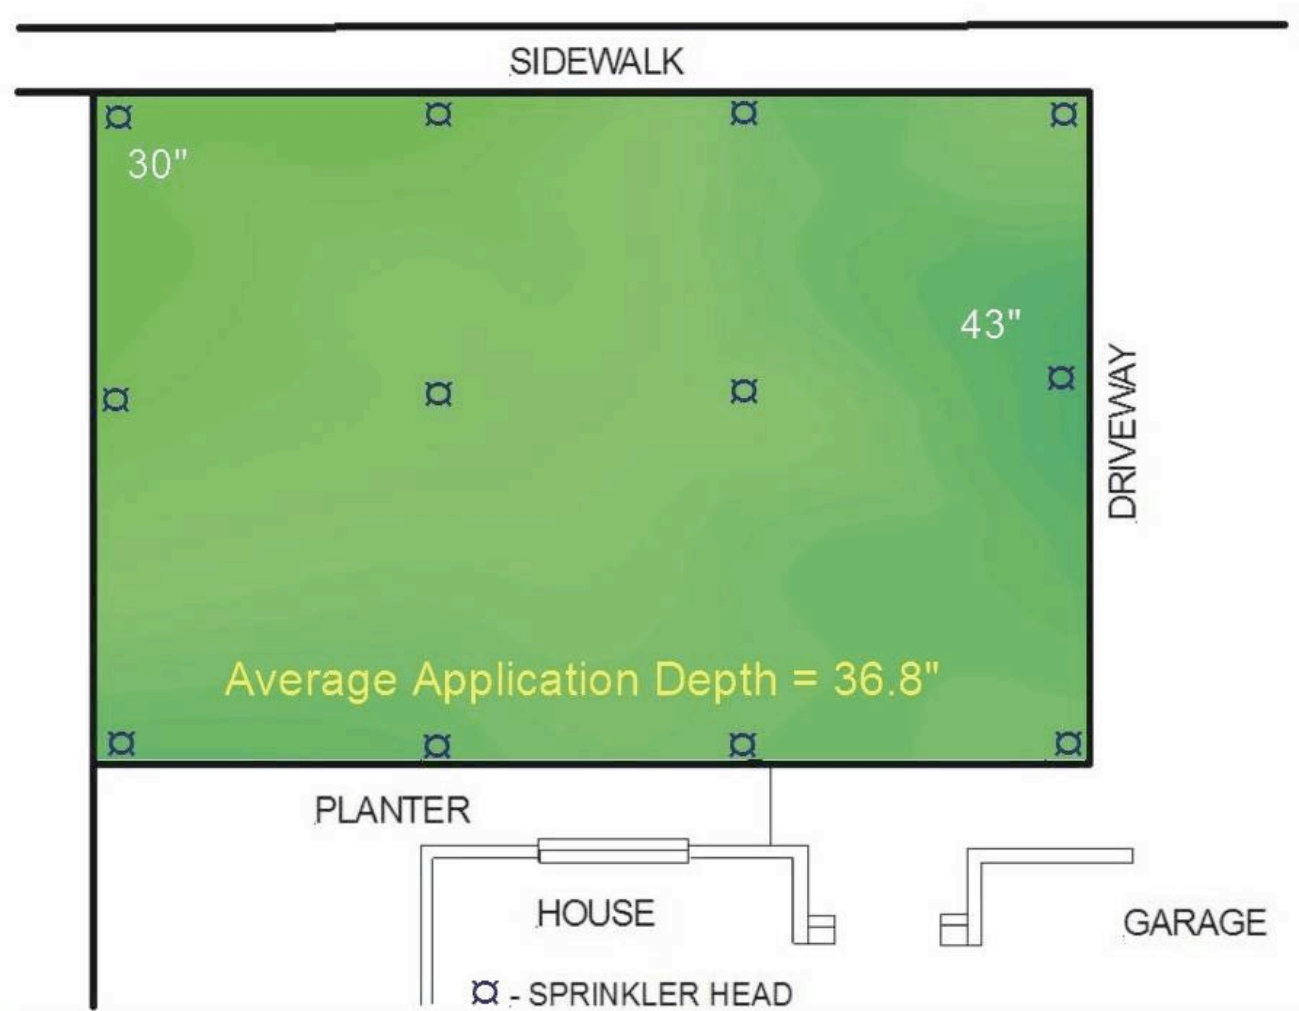 SIDEWALK
30"
43"
DRIVEWAY
Average Application Depth = 36.8"
PLANTER
HOUSE
GARAGE
- SPRINKLER HEAD